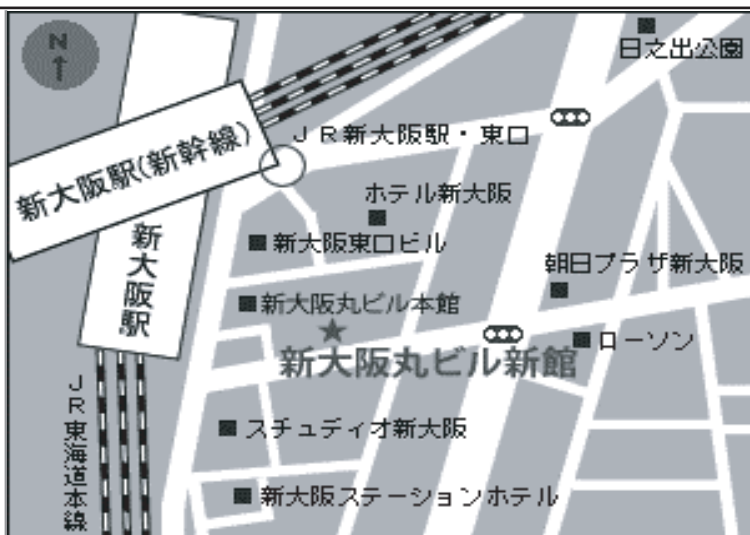 N
日之出公園
JR新大阪駅・東口
新大阪駅(新幹線)
ホテル新大阪
新大阪東口ビル
新大阪駅
朝日プラザ新大阪
新大阪丸ビル本館
ローソン
新大阪丸ビル新館
JR東海道本線
スチュディオ新大阪
新大阪ステーションホテル